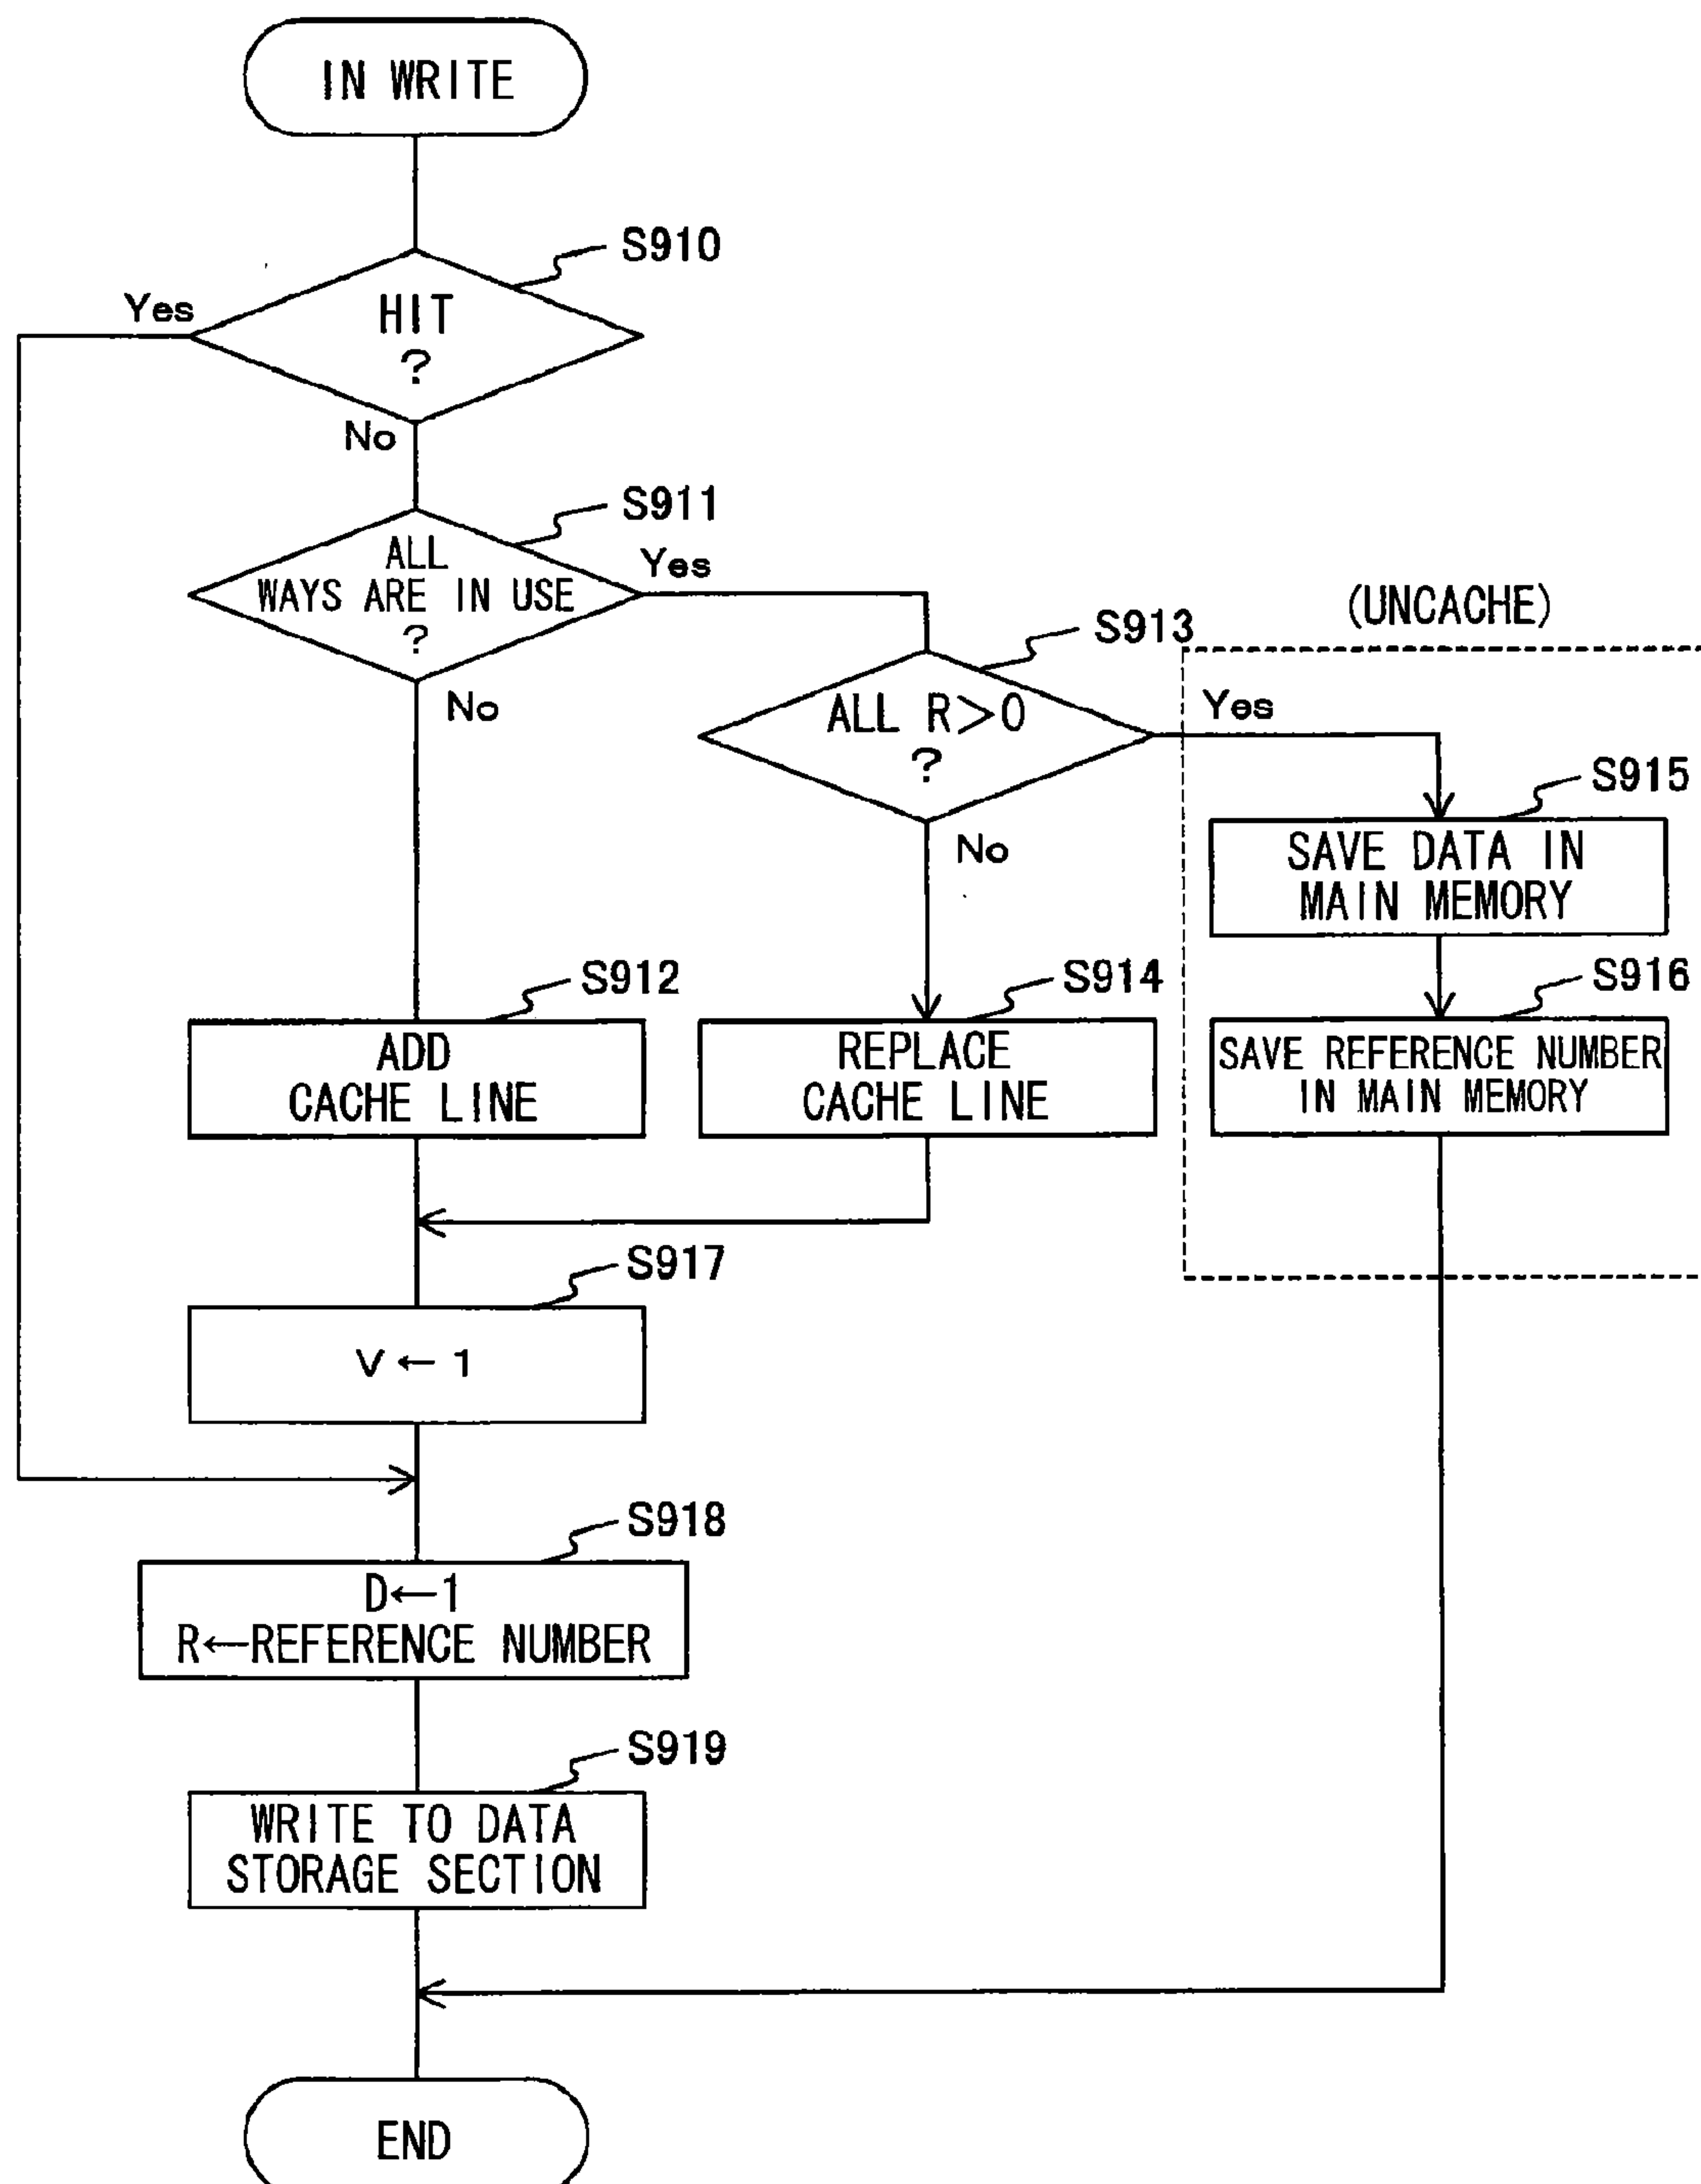 IN WRITE
S910
Yes
HIT
?
No
S911
ALL
WAYS ARE IN USE
?
Yes
No
(UNCACHE)
S913
ALL R>0
?
Yes
No
S915
SAVE DATA IN
MAIN MEMORY
S912
ADD
CACHE LINE
S914
REPLACE
CACHE LINE
S916
SAVE REFERENCE NUMBER
IN MAIN MEMORY
S917
V ← 1
S918
D←1
R←REFERENCE NUMBER
S919
WRITE TO DATA
STORAGE SECTION
END